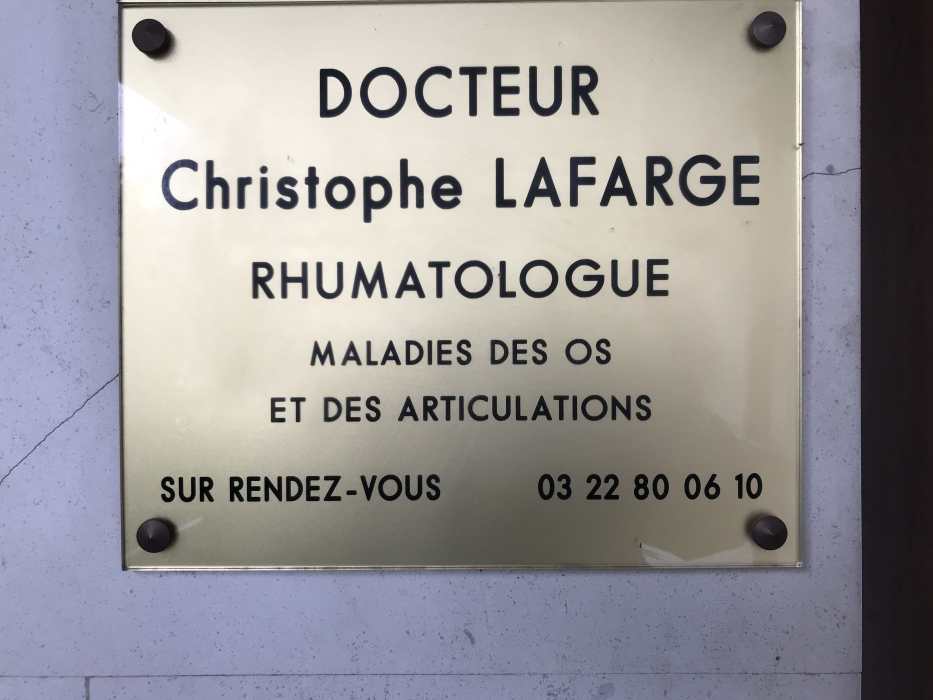 DOCTEUR
Christophe LAFARGE
RHUMATOLOGUE
MALADIES DES OS
ET DES ARTICULATIONS
SUR RENDEZ-VOUS 03 22 80 06 10